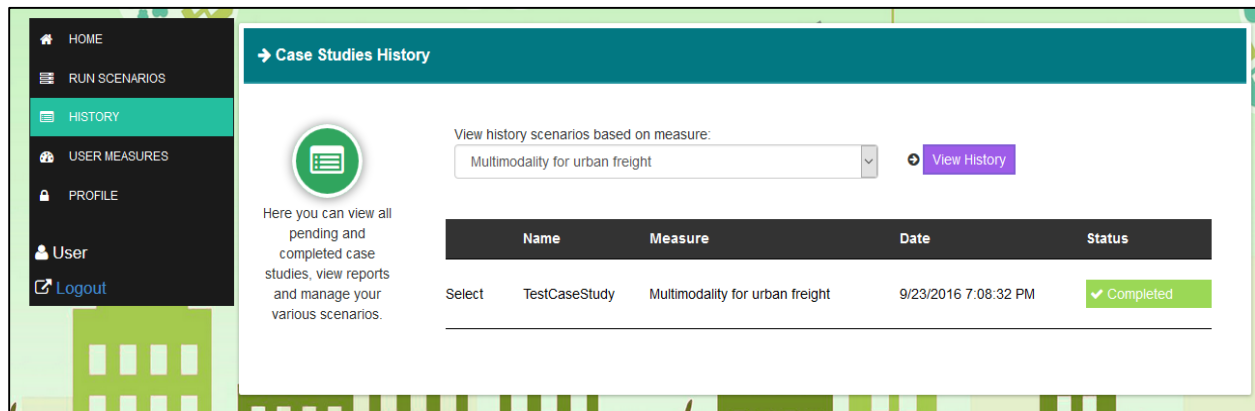 HOME
RUN SCENARIOS
HISTORY
USER MEASURES
PROFILE
User
Logout
Case Studies History
Here you can view all
pending and
completed case
studies, view reports
and manage your
various scenarios.
View history scenarios based on measure:
Multimodality for urban freight
View History
Name Measure Date Status
Select TestCaseStudy Multimodality for urban freight 9/23/2016 7:08:32 PM Completed